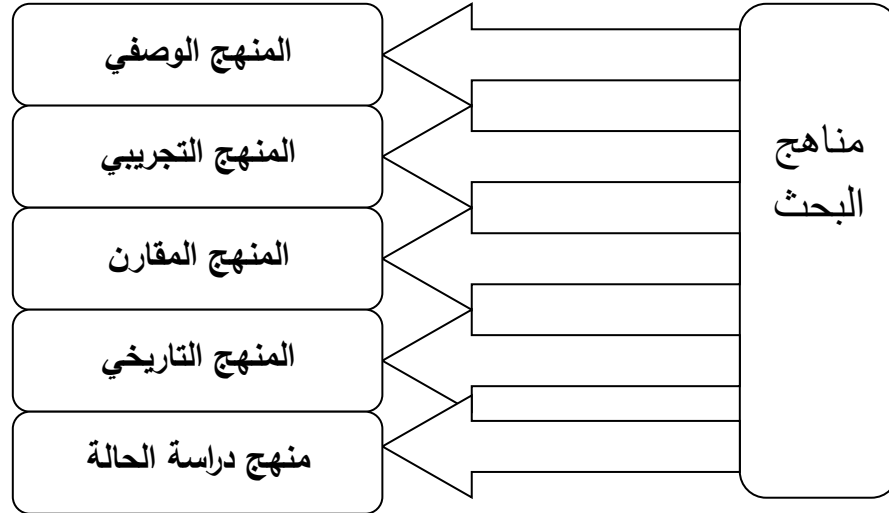 مناهج
البحث
المنهج الوصفي
المنهج التجريبي
المنهج المقارن
المنهج التاريخي
منهج دراسة الحالة